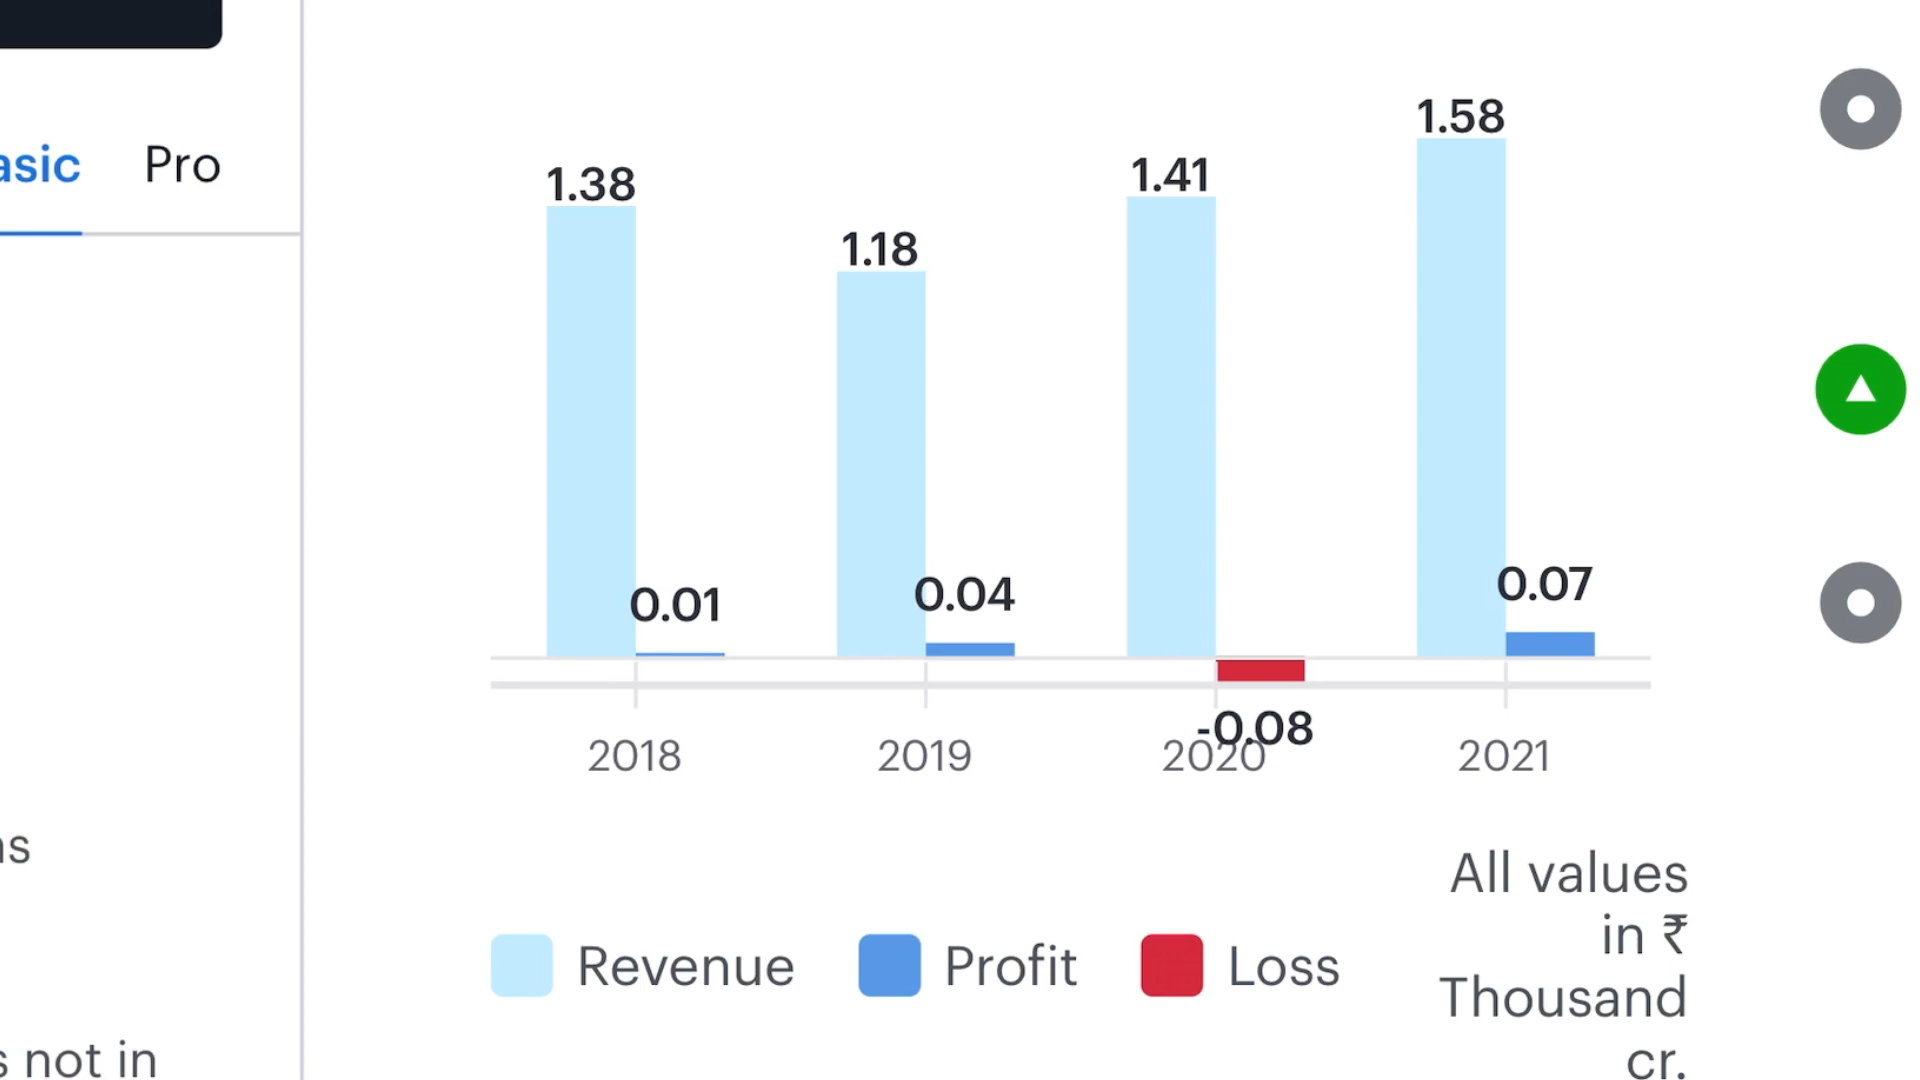 asic Pro
1.38
1.18
1.41
1.58
0.01
0.04
-0.08
0.07
2018
2019
2020
2021
ns
s not in
Revenue
Profit
Loss
All values
in ₹
Thousand
cr.